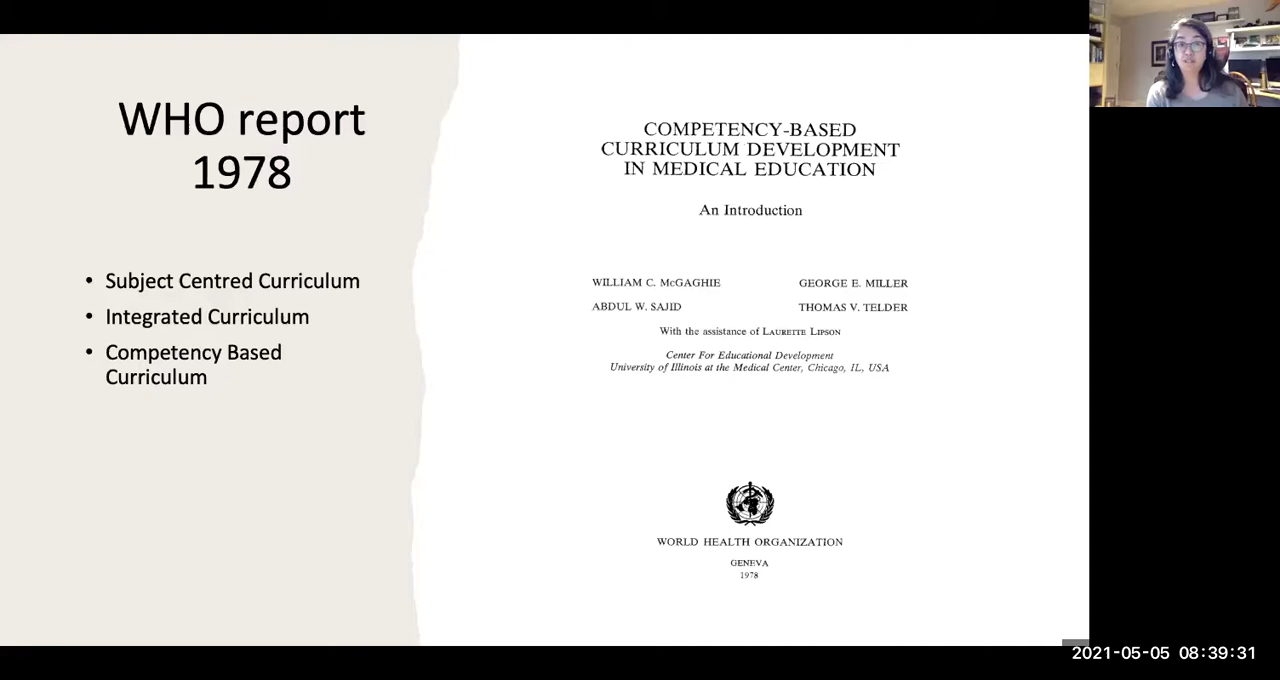 WHO report
1978
• Subject Centred Curriculum
• Integrated Curriculum
• Competency Based
Curriculum
COMPETENCY-BASED
CURRICULUM DEVELOPMENT
IN MEDICAL EDUCATION
An Introduction
WILLIAM C. McGAGHIE GEORGE E. MILLER
ABDUL W. SAJID THOMAS V. TELDER
With the assistance of LAURETTE LIPSON
Center For Educational Development
University of Illinois at the Medical Center, Chicago, IL, USA
WORLD HEALTH ORGANIZATION
GENEVA
1978
2021-05-05 08:39:31